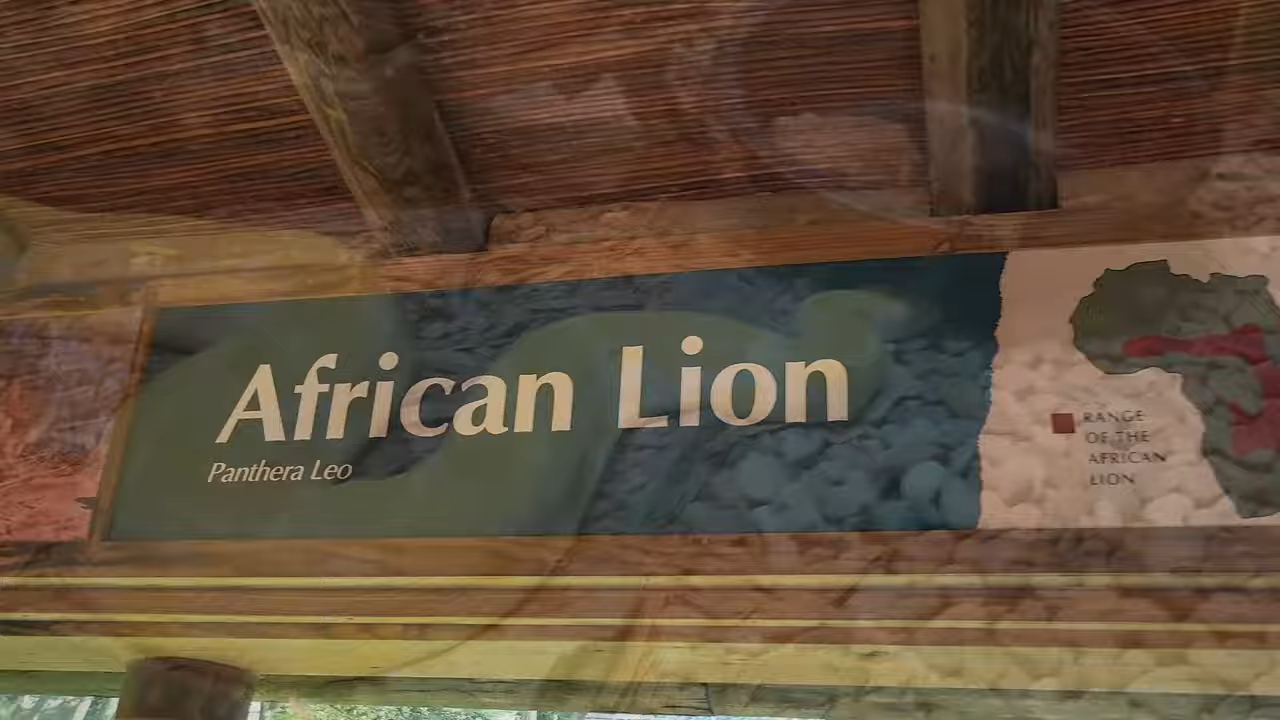 African Lion
Panthera Leo
RANGE
OF THE
AFRICAN
LION